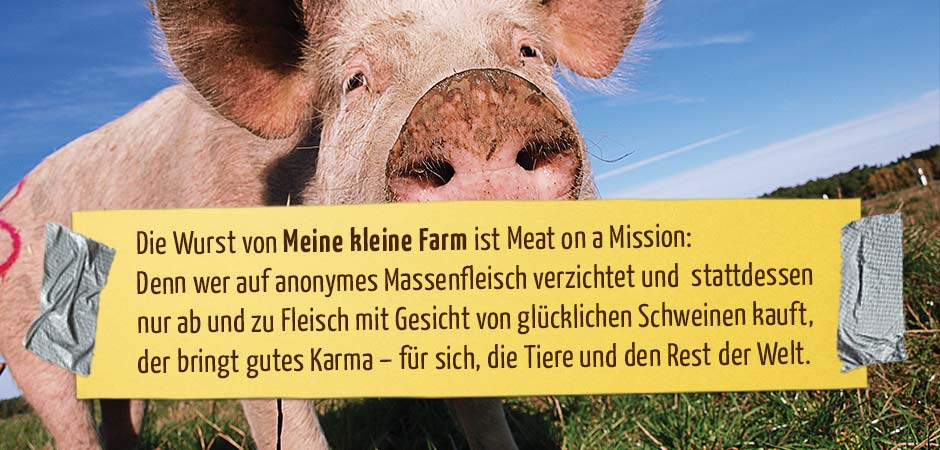 Die Wurst von Meine kleine Farm ist Meat on a Mission:
Denn wer auf anonymes Massenfleisch verzichtet und stattdessen
nur ab und zu Fleisch mit Gesicht von glücklichen Schweinen kauft,
der bringt gutes Karma – für sich, die Tiere und den Rest der Welt.